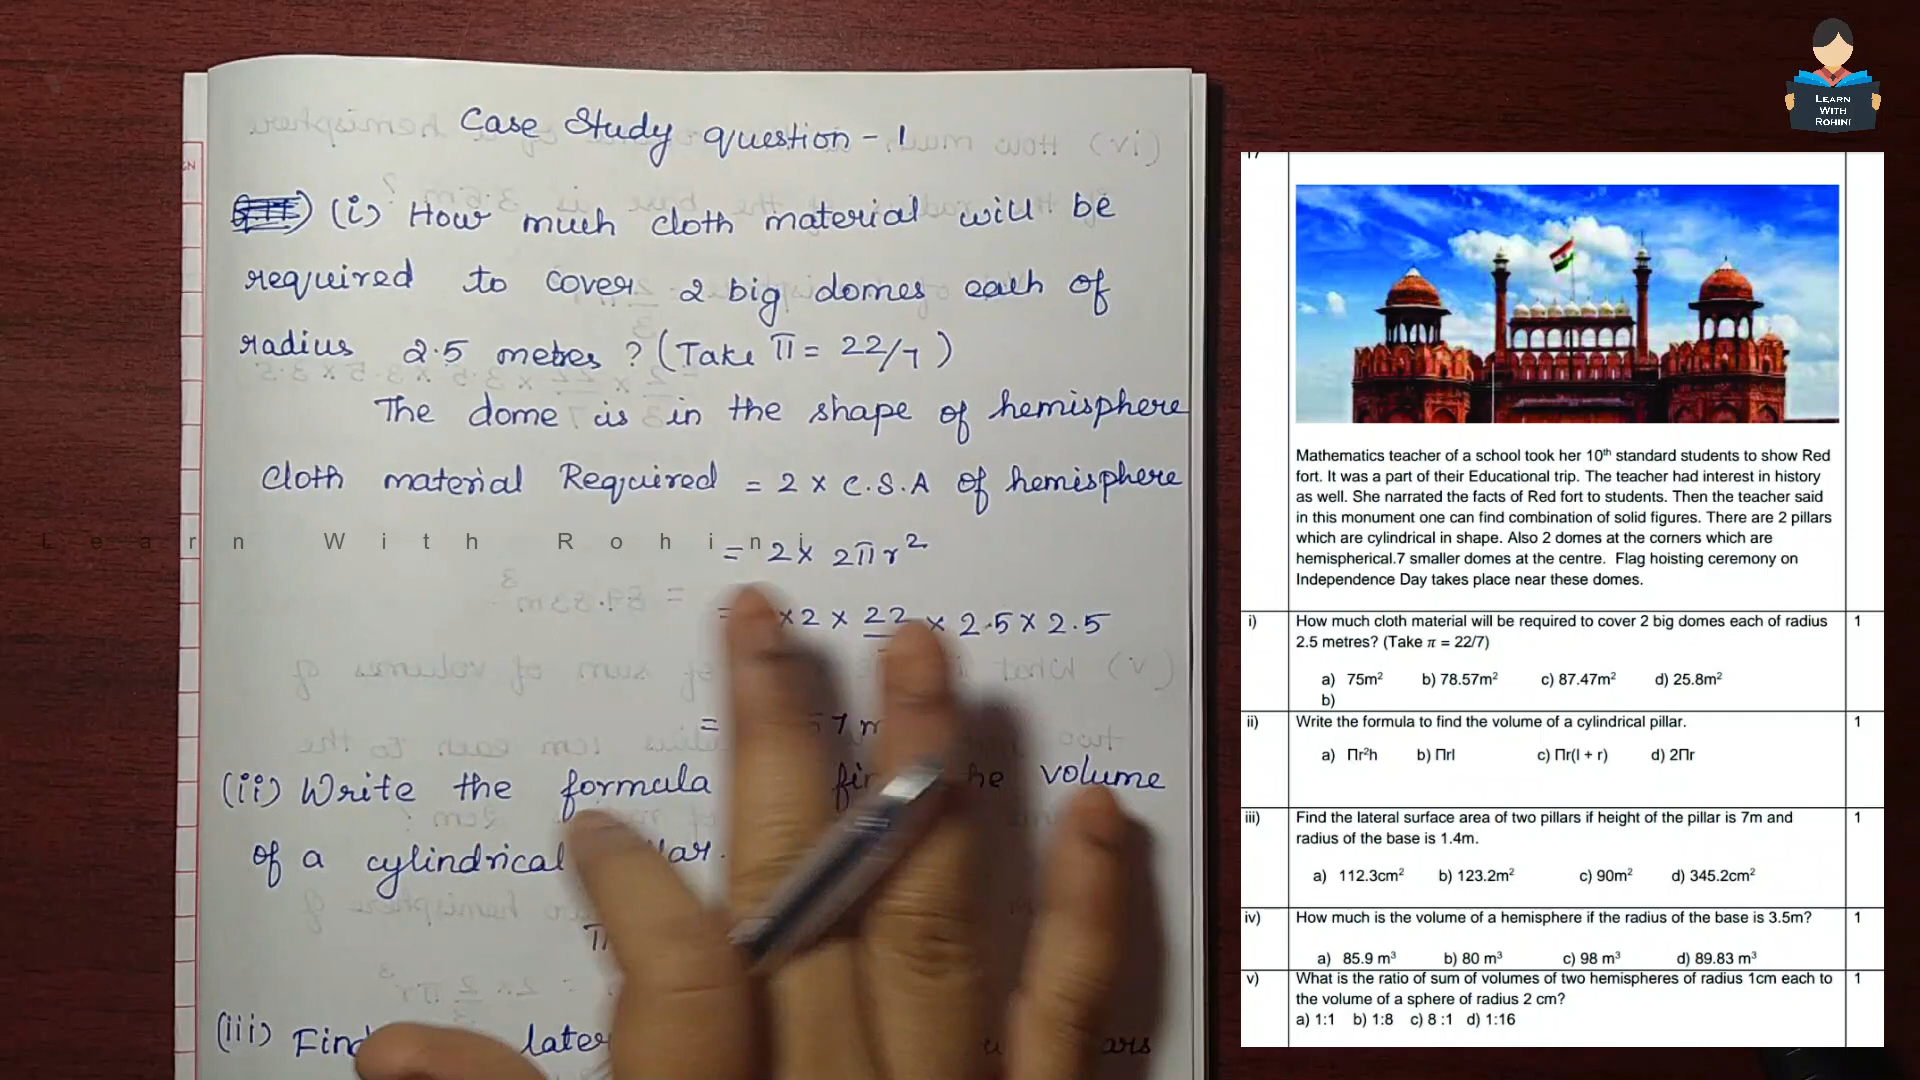 Case Study question - 1
(i) How much cloth material will be
required to cover 2 big domes each of
radius 2.5 metres ? (Take π = 22/7)
The dome is in the shape of hemisphere
Cloth material Required = 2 × C.S.A of hemisphere
= 2 × 2πr²
= ×2 × 22 × 2.5 × 2.5
=
(ii) Write the formula the volume
of a cylindrical
(iii) Find
Learn With Rohini
LEARN
WITH
ROHINI
Mathematics teacher of a school took her 10th standard students to show Red
fort. It was a part of their Educational trip. The teacher had interest in history
as well. She narrated the facts of Red fort to students. Then the teacher said
in this monument one can find combination of solid figures. There are 2 pillars
which are cylindrical in shape. Also 2 domes at the corners which are
hemispherical.7 smaller domes at the centre. Flag hoisting ceremony on
Independence Day takes place near these domes.
i) How much cloth material will be required to cover 2 big domes each of radius 1
2.5 metres? (Take π = 22/7)
a) 75m² b) 78.57m² c) 87.47m² d) 25.8m²
b)
ii) Write the formula to find the volume of a cylindrical pillar. 1
a) Πr²h b) Πrl c) Πr(l + r) d) 2Πr
iii) Find the lateral surface area of two pillars if height of the pillar is 7m and 1
radius of the base is 1.4m.
a) 112.3cm² b) 123.2m² c) 90m² d) 345.2cm²
iv) How much is the volume of a hemisphere if the radius of the base is 3.5m? 1
a) 85.9 m³ b) 80 m³ c) 98 m³ d) 89.83 m³
v) What is the ratio of sum of volumes of two hemispheres of radius 1cm each to 1
the volume of a sphere of radius 2 cm?
a) 1:1 b) 1:8 c) 8 :1 d) 1:16